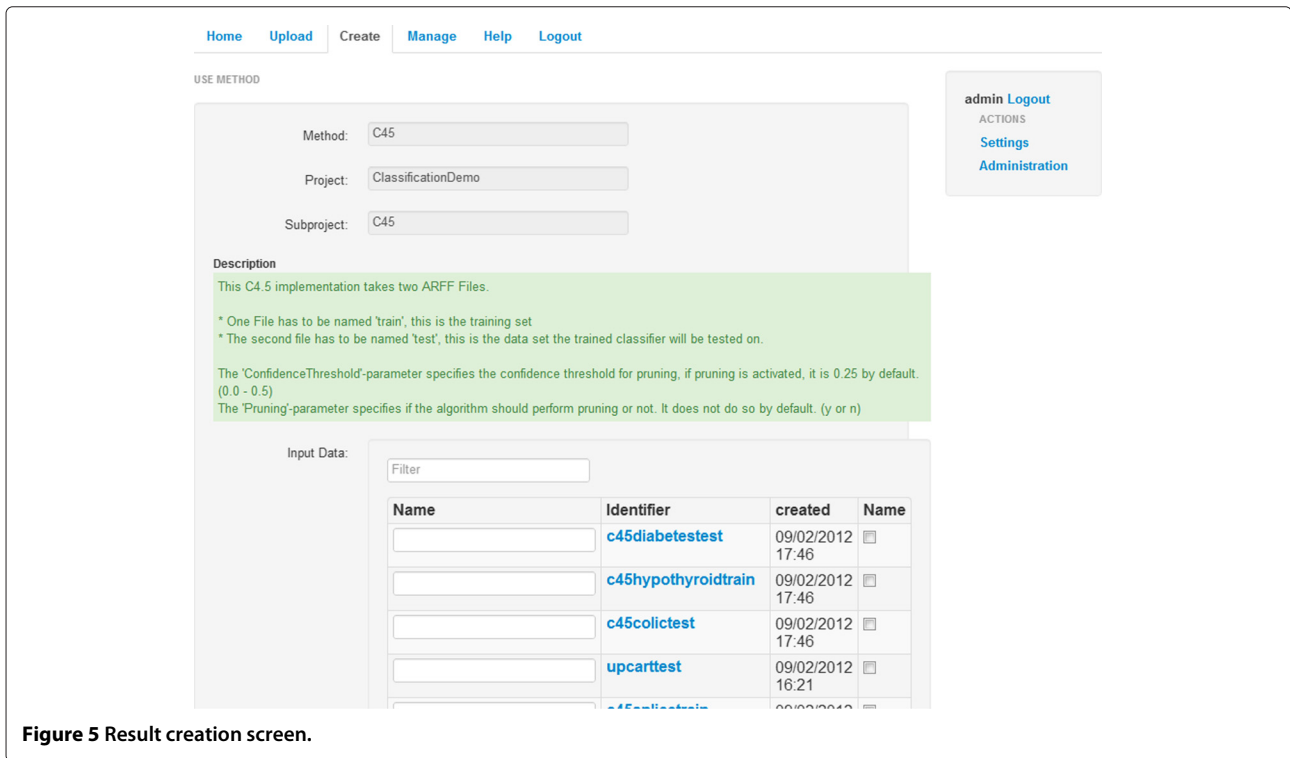 Home Upload Create Manage Help Logout
USE METHOD
admin Logout
ACTIONS
Settings
Administration
Method: C45
Project: ClassificationDemo
Subproject: C45
Description
This C4.5 implementation takes two ARFF Files.
* One File has to be named 'train', this is the training set
* The second file has to be named 'test', this is the data set the trained classifier will be tested on.
The 'ConfidenceThreshold'-parameter specifies the confidence threshold for pruning, if pruning is activated, it is 0.25 by default.
(0.0 - 0.5)
The 'Pruning'-parameter specifies if the algorithm should perform pruning or not. It does not do so by default. (y or n)
Input Data:
Filter
Name Identifier created Name
c45diabetestest 09/02/2012
17:46
c45hypothyroidtrain 09/02/2012
17:46
c45colictest 09/02/2012
17:46
upcarttest 09/02/2012
16:21
Figure 5 Result creation screen.